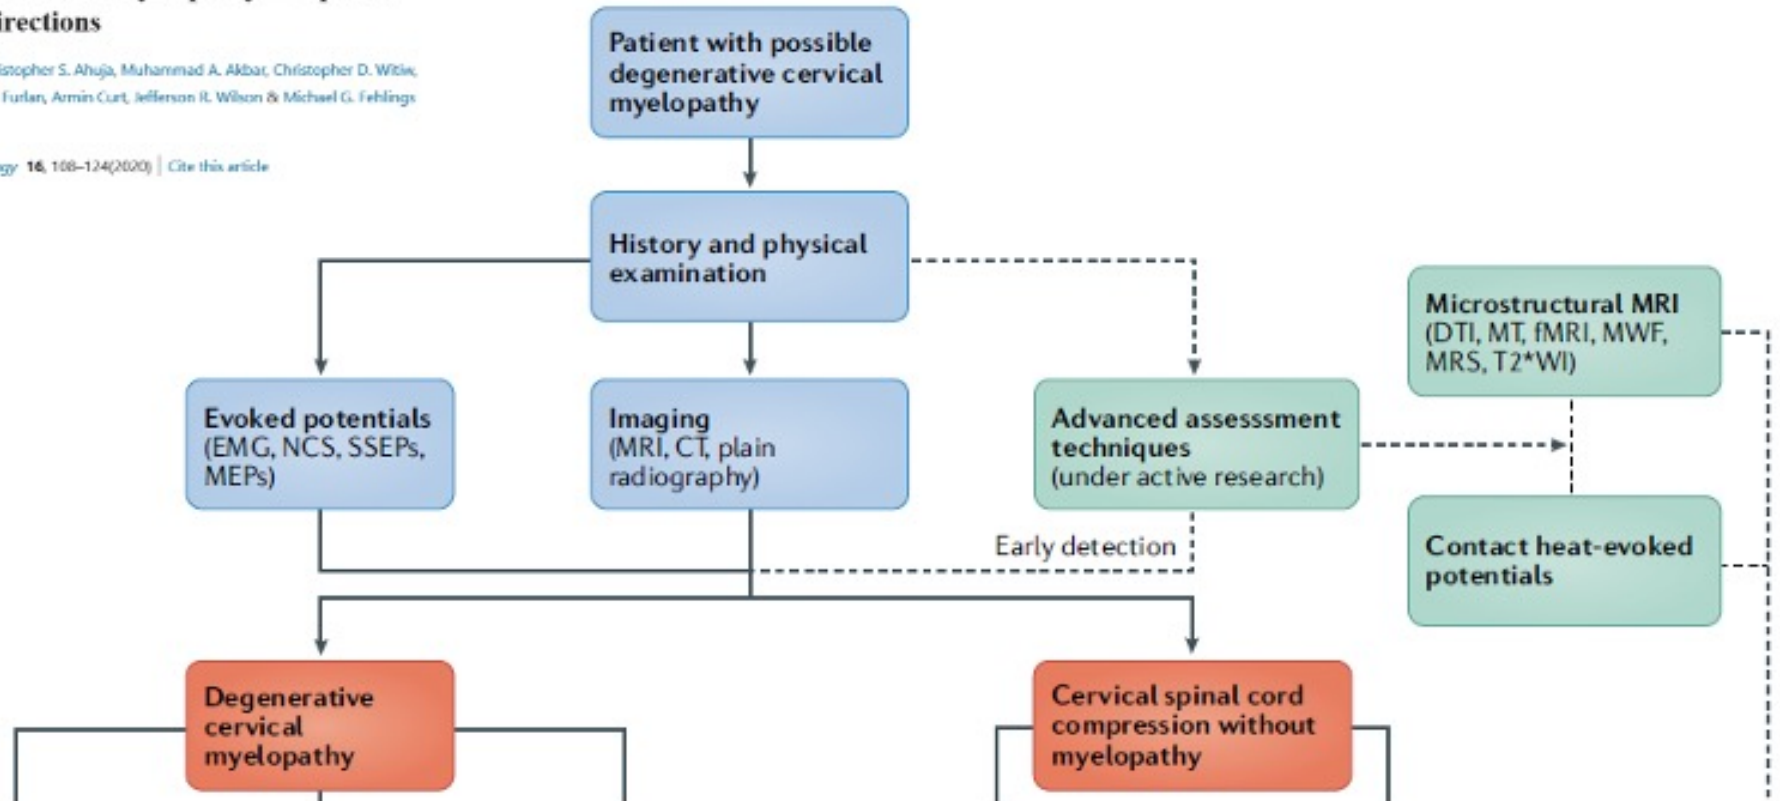 irections
istopher S. Ahuja, Muhammad A. Akbar, Christopher D. Witiw,
Furlan, Armin Curt, Jefferson R. Wilson & Michael G. Fehlings
gy 16, 108–124(2020) | Cite this article
Patient with possible
degenerative cervical
myelopathy
History and physical
examination
Evoked potentials
(EMG, NCS, SSEPs,
MEPs)
Imaging
(MRI, CT, plain
radiography)
Advanced assesssment
techniques
(under active research)
Microstructural MRI
(DTI, MT, fMRI, MWF,
MRS, T2*WI)
Contact heat-evoked
potentials
Early detection
Degenerative
cervical
myelopathy
Cervical spinal cord
compression without
myelopathy